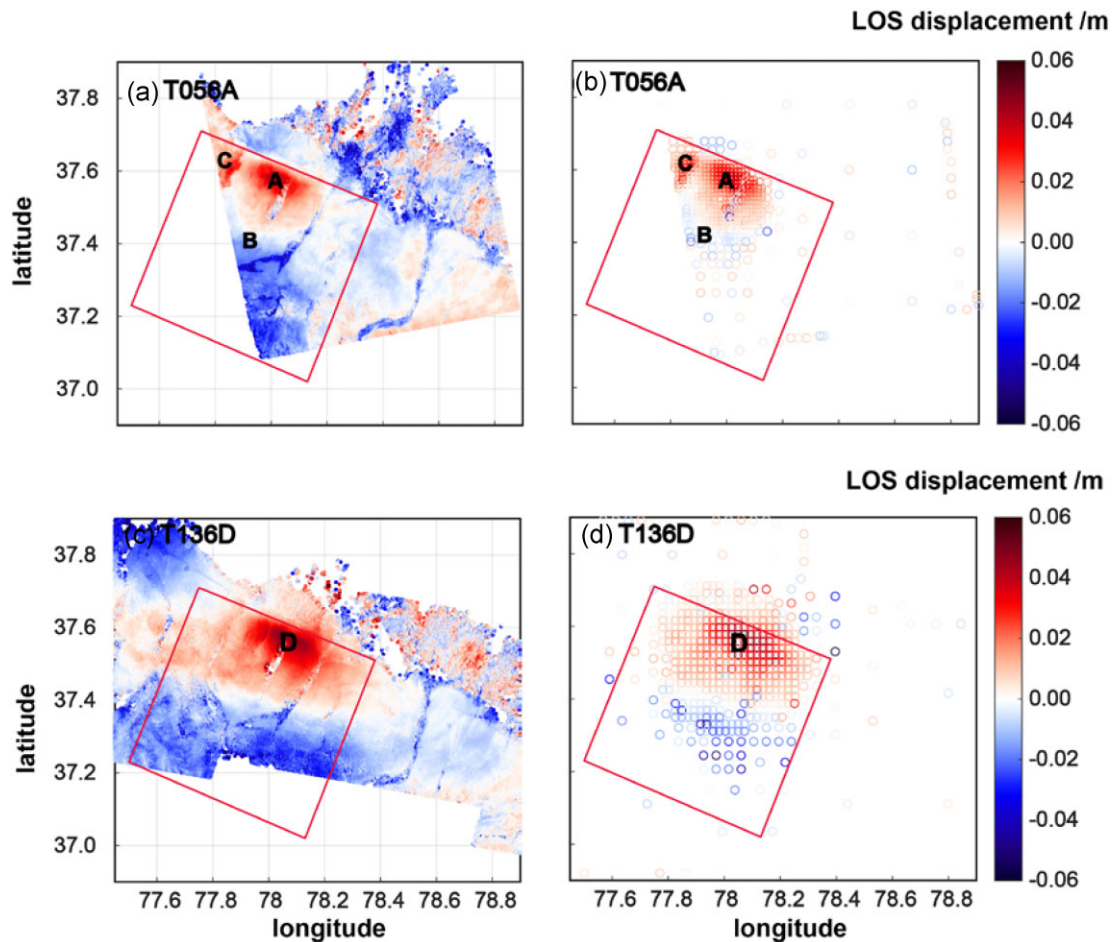 LOS displacement /m
(a) T056A
(b) T056A
0.06
0.04
0.02
0.00
-0.02
-0.04
-0.06
37.8
37.6
37.4
37.2
37.0
latitude
C
A
B
C
A
B
LOS displacement /m
(c) T136D
(d) T136D
0.06
0.04
0.02
0.00
-0.02
-0.04
-0.06
37.8
37.6
37.4
37.2
37.0
latitude
D
D
77.6 77.8 78 78.2 78.4 78.6 78.8
77.6 77.8 78 78.2 78.4 78.6 78.8
longitude
longitude